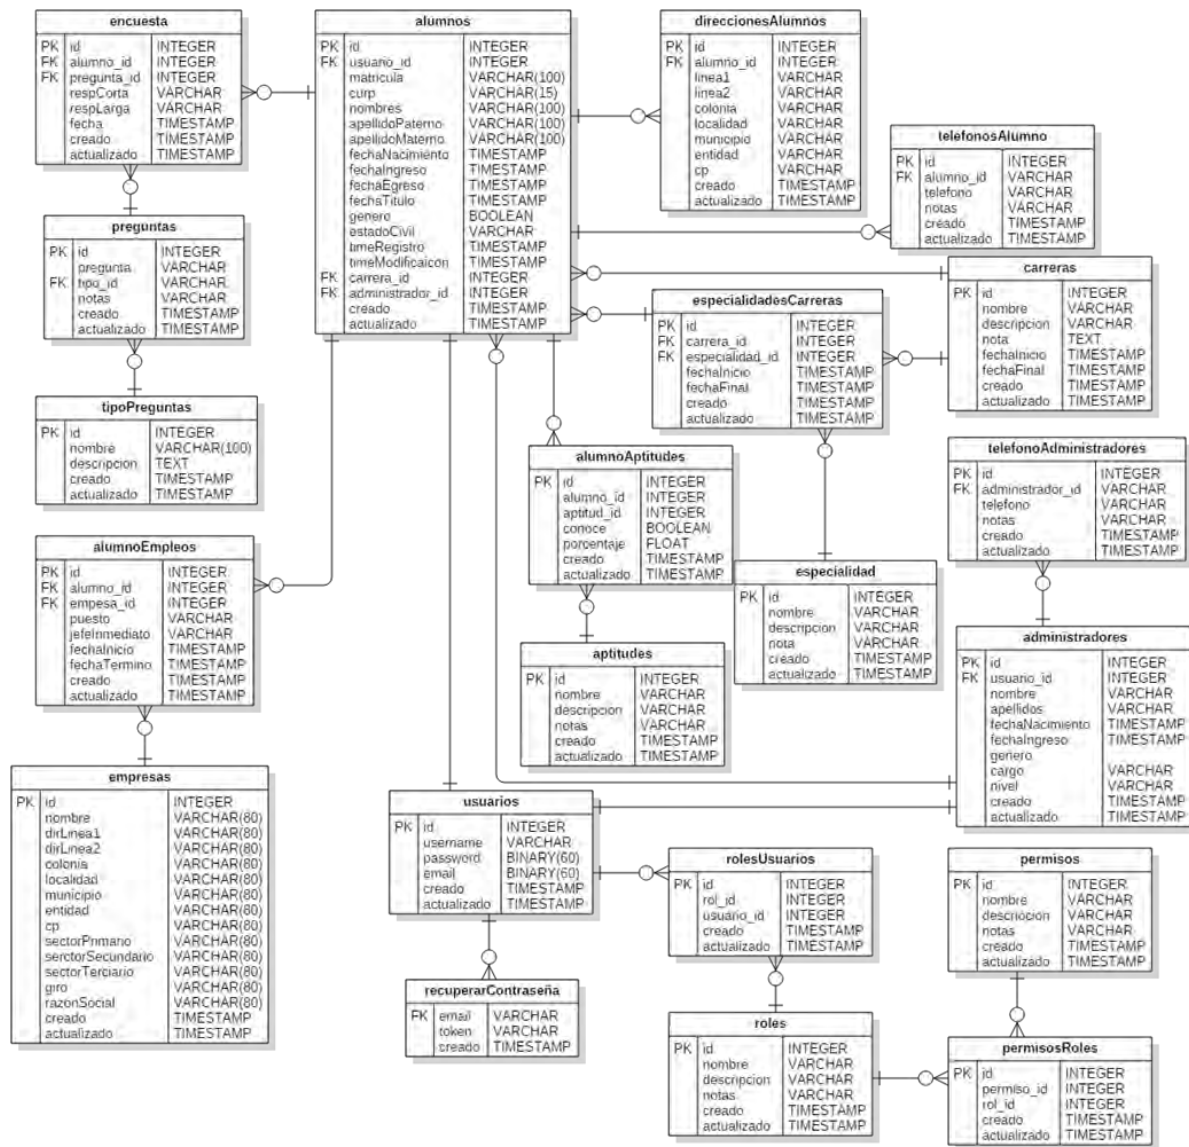 encuesta
PK id INTEGER
FK alumno_id INTEGER
FK pregunta_id INTEGER
respCorta VARCHAR
respLarga VARCHAR
fecha TIMESTAMP
creado TIMESTAMP
actualizado TIMESTAMP
alumnos
PK id INTEGER
FK usuario_id INTEGER
matricula VARCHAR(100)
curp VARCHAR(15)
nombres VARCHAR(100)
apellidoPaterno VARCHAR(100)
apellidoMaterno VARCHAR(100)
fechaNacimiento TIMESTAMP
fechaIngreso TIMESTAMP
fechaEgreso TIMESTAMP
fechaTitulo TIMESTAMP
genero BOOLEAN
estadoCivil VARCHAR
timeRegistro TIMESTAMP
timeModificaicon TIMESTAMP
FK carrera_id INTEGER
FK administrador_id INTEGER
creado TIMESTAMP
actualizado TIMESTAMP
direccionesAlumnos
PK id INTEGER
FK alumno_id INTEGER
linea1 VARCHAR
linea2 VARCHAR
colonia VARCHAR
localidad VARCHAR
municipio VARCHAR
entidad VARCHAR
cp VARCHAR
creado TIMESTAMP
actualizado TIMESTAMP
telefonosAlumno
PK id INTEGER
FK alumno_id VARCHAR
telefono VARCHAR
notas VARCHAR
creado TIMESTAMP
actualizado TIMESTAMP
preguntas
PK id INTEGER
pregunta VARCHAR
FK tipo_id VARCHAR
notas VARCHAR
creado TIMESTAMP
actualizado TIMESTAMP
carreras
PK id INTEGER
nombre VARCHAR
descripcion VARCHAR
nota TEXT
fechaInicio TIMESTAMP
fechaFinal TIMESTAMP
creado TIMESTAMP
actualizado TIMESTAMP
especialidadesCarreras
PK id INTEGER
FK carrera_id INTEGER
FK especialidad_id INTEGER
fechaInicio TIMESTAMP
fechaFinal TIMESTAMP
creado TIMESTAMP
actualizado TIMESTAMP
tipoPreguntas
PK id INTEGER
nombre VARCHAR(100)
descripcion TEXT
creado TIMESTAMP
actualizado TIMESTAMP
alumnoAptitudes
PK id INTEGER
alumno_id INTEGER
aptitud_id INTEGER
conoce BOOLEAN
porcentaje FLOAT
creado TIMESTAMP
actualizado TIMESTAMP
telefonoAdministradores
PK id INTEGER
FK administrador_id VARCHAR
telefono VARCHAR
notas VARCHAR
creado TIMESTAMP
actualizado TIMESTAMP
alumnoEmpleos
PK id INTEGER
FK alumno_id INTEGER
FK empesa_id INTEGER
puesto VARCHAR
jefeInmediato VARCHAR
fechaInicio TIMESTAMP
fechaTermino TIMESTAMP
creado TIMESTAMP
actualizado TIMESTAMP
especialidad
PK id INTEGER
nombre VARCHAR
descripcion VARCHAR
nota VARCHAR
creado TIMESTAMP
actualizado TIMESTAMP
aptitudes
PK id INTEGER
nombre VARCHAR
descripcion VARCHAR
notas VARCHAR
creado TIMESTAMP
actualizado TIMESTAMP
administradores
PK id INTEGER
FK usuario_id INTEGER
nombre VARCHAR
apellidos VARCHAR
fechaNacimiento TIMESTAMP
fechaIngreso TIMESTAMP
genero
cargo VARCHAR
nivel VARCHAR
creado TIMESTAMP
actualizado TIMESTAMP
empresas
PK id INTEGER
nombre VARCHAR(80)
dirLinea1 VARCHAR(80)
dirLinea2 VARCHAR(80)
colonia VARCHAR(80)
localidad VARCHAR(80)
municipio VARCHAR(80)
entidad VARCHAR(80)
cp VARCHAR(80)
sectorPrimario VARCHAR(80)
serctorSecundario VARCHAR(80)
sectorTerciario VARCHAR(80)
giro VARCHAR(80)
razonSocial VARCHAR(80)
creado TIMESTAMP
actualizado TIMESTAMP
usuarios
PK id INTEGER
username VARCHAR
password BINARY(60)
email BINARY(60)
creado TIMESTAMP
actualizado TIMESTAMP
rolesUsuarios
PK id INTEGER
rol_id INTEGER
usuario_id INTEGER
creado TIMESTAMP
actualizado TIMESTAMP
permisos
PK id INTEGER
nombre VARCHAR
descripcion VARCHAR
notas VARCHAR
creado TIMESTAMP
actualizado TIMESTAMP
recuperarContraseña
FK email VARCHAR
token VARCHAR
creado TIMESTAMP
roles
PK id INTEGER
nombre VARCHAR
descripcion VARCHAR
notas VARCHAR
creado TIMESTAMP
actualizado TIMESTAMP
permisosRoles
PK id INTEGER
permiso_id INTEGER
rol_id INTEGER
creado TIMESTAMP
actualizado TIMESTAMP